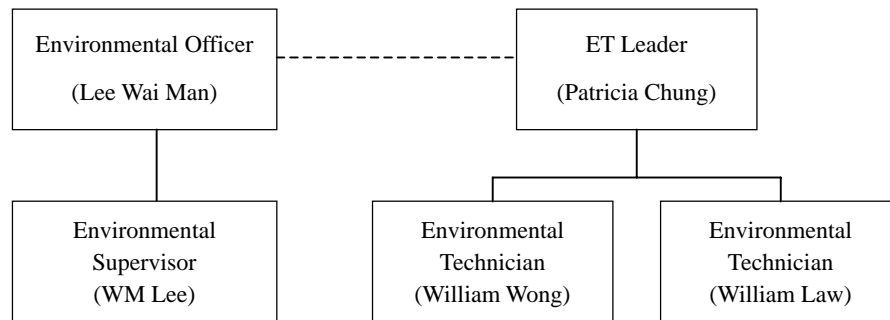 Environmental Officer
(Lee Wai Man)
ET Leader
(Patricia Chung)
Environmental
Supervisor
(WM Lee)
Environmental
Technician
(William Wong)
Environmental
Technician
(William Law)